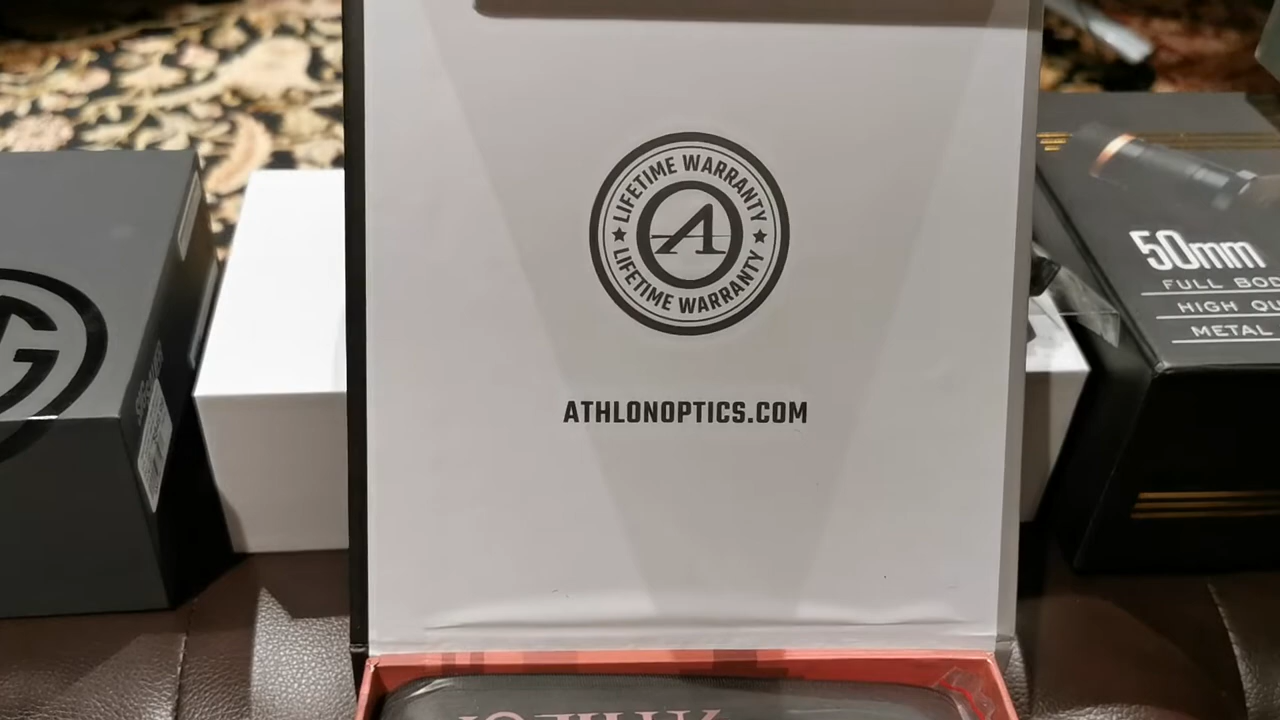 LIFETIME WARRANTY
A
LIFETIME WARRANTY
ATHLONOPTICS.COM
G
50mm
FULL BOD
HIGH QU
METAL